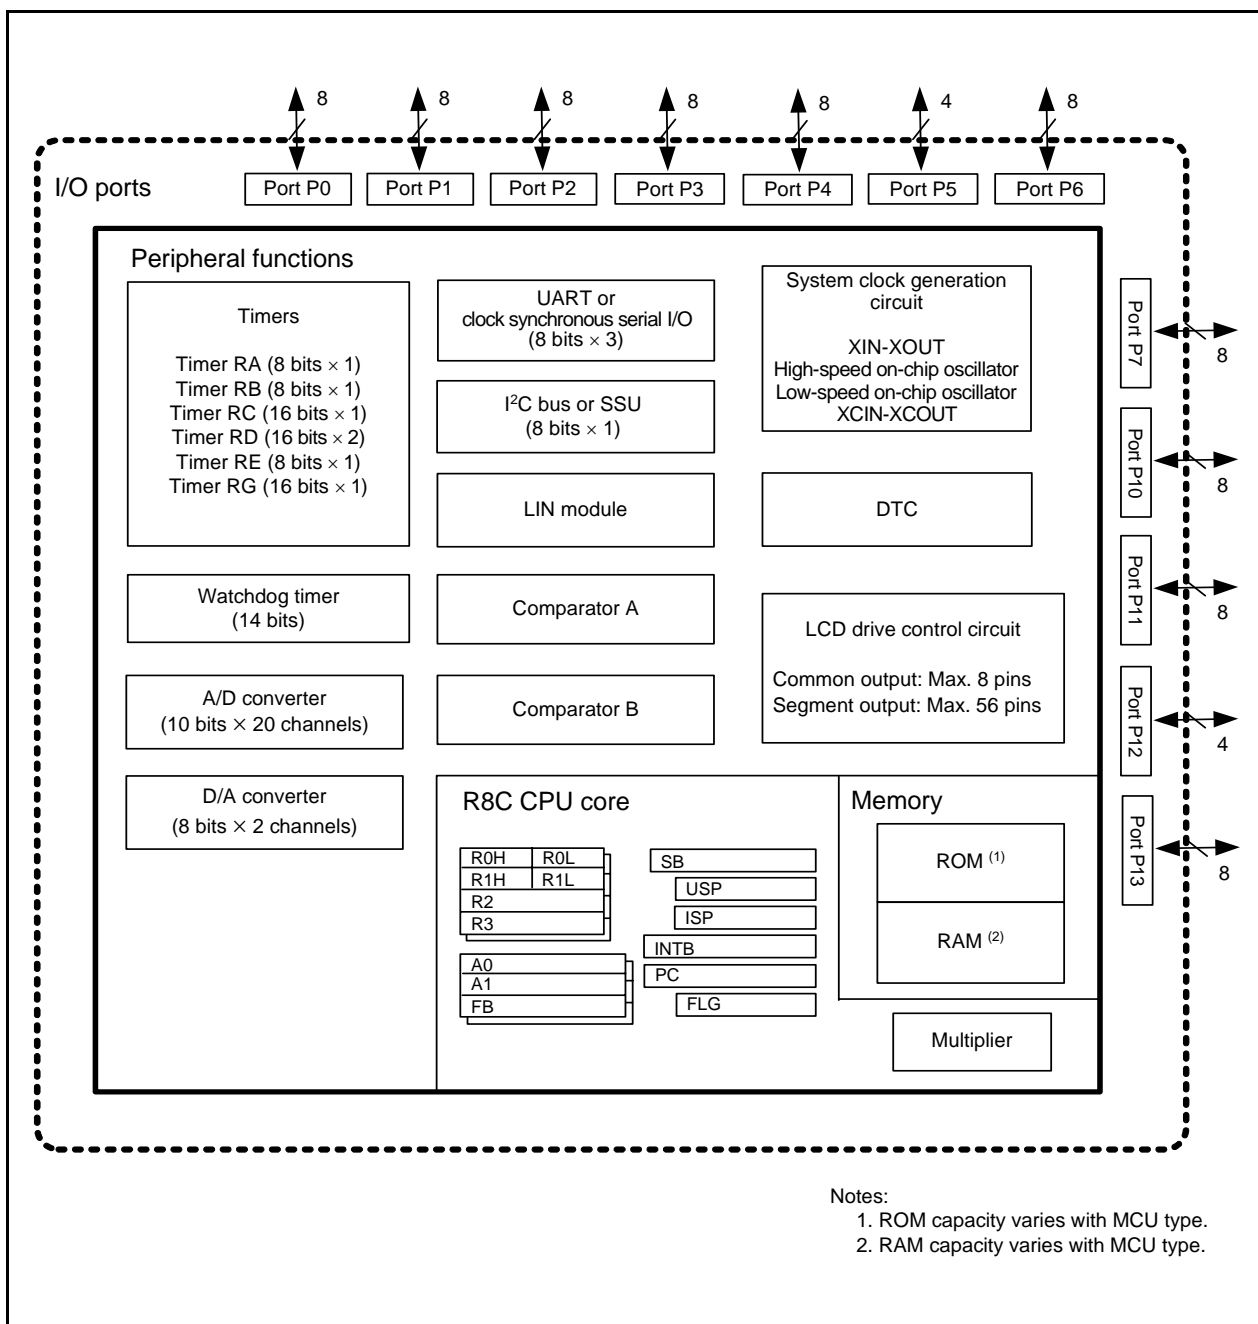 8 8 8 8 8 4 8
I/O ports
Port P0
Port P1
Port P2
Port P3
Port P4
Port P5
Port P6
Peripheral functions
Timers
Timer RA (8 bits × 1)
Timer RB (8 bits × 1)
Timer RC (16 bits × 1)
Timer RD (16 bits × 2)
Timer RE (8 bits × 1)
Timer RG (16 bits × 1)
Watchdog timer
(14 bits)
A/D converter
(10 bits × 20 channels)
D/A converter
(8 bits × 2 channels)
UART or
clock synchronous serial I/O
(8 bits × 3)
I²C bus or SSU
(8 bits × 1)
LIN module
Comparator A
Comparator B
System clock generation
circuit
XIN-XOUT
High-speed on-chip oscillator
Low-speed on-chip oscillator
XCIN-XCOUT
DTC
LCD drive control circuit
Common output: Max. 8 pins
Segment output: Max. 56 pins
Port P7
8
Port P10
8
Port P11
8
Port P12
4
Port P13
8
R8C CPU core
R0H R0L
R1H R1L
R2
R3
A0
A1
FB
SB
USP
ISP
INTB
PC
FLG
Memory
ROM (1)
RAM (2)
Multiplier
Notes:
1. ROM capacity varies with MCU type.
2. RAM capacity varies with MCU type.